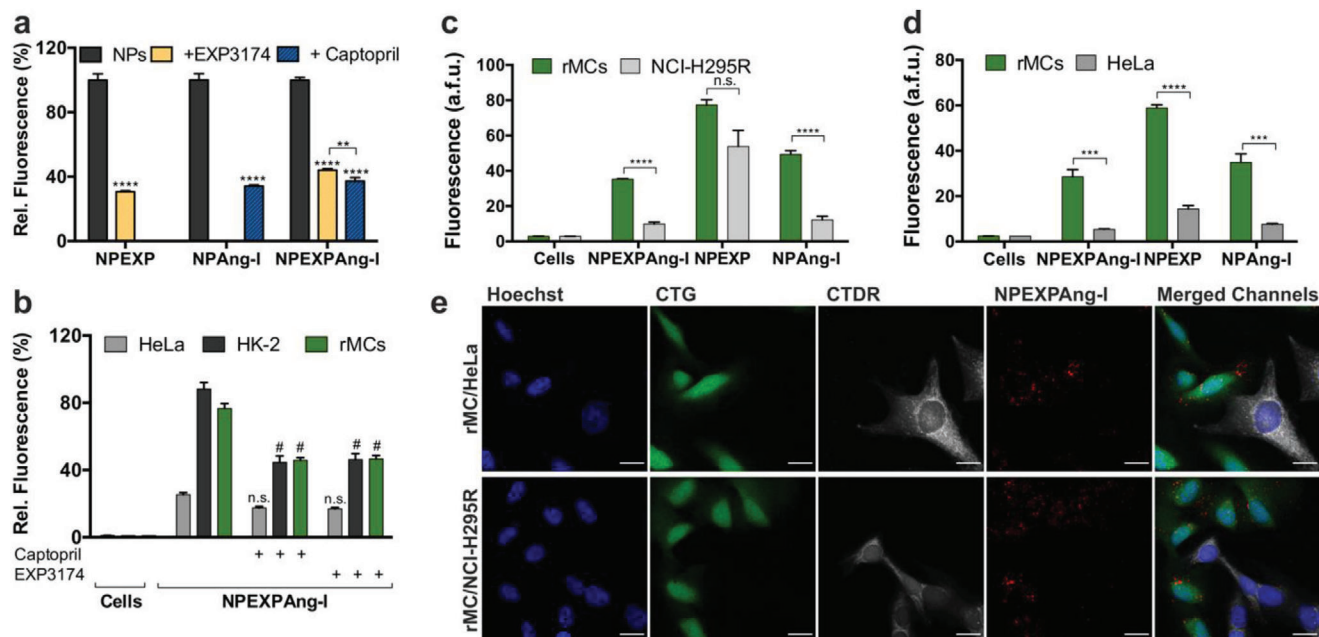 a
Rel. Fluorescence (%)
120
80
40
0
NPs +EXP3174 + Captopril
**** **** **** ** ****
NPEXP NPAng-I NPEXPAng-I
b
Rel. Fluorescence (%)
120
80
40
0
HeLa HK-2 rMCs
n.s. # # n.s. # #
Captopril + + +
EXP3174 + + +
Cells NPEXPAng-I
c
Fluorescence (a.f.u.)
100
80
60
40
20
0
rMCs NCI-H295R
**** n.s. ****
Cells NPEXPAng-I NPEXP NPAng-I
d
Fluorescence (a.f.u.)
80
60
40
20
0
rMCs HeLa
*** **** ***
Cells NPEXPAng-I NPEXP NPAng-I
e
Hoechst CTG CTDR NPEXPAng-I Merged Channels
rMC/HeLa
rMC/NCI-H295R